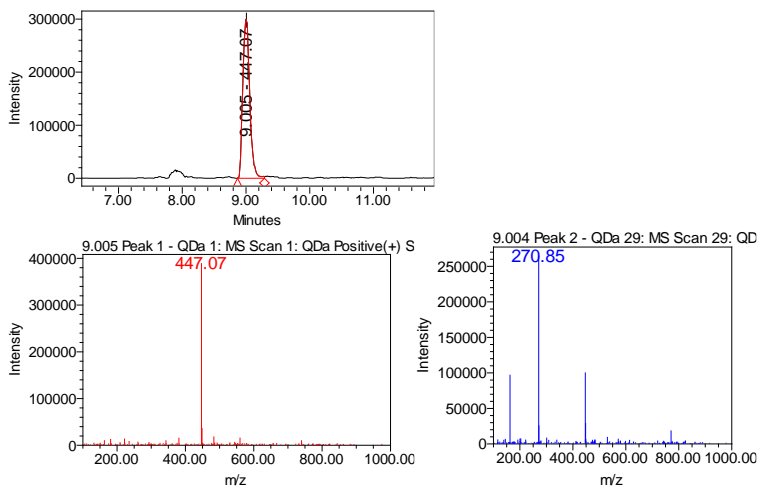 300000
200000
100000
0
Intensity
9.005 - 447.07
7.00 8.00 9.00 10.00 11.00
Minutes
9.005 Peak 1 - QDa 1: MS Scan 1: QDa Positive(+) S
400000
300000
200000
100000
0
Intensity
447.07
200.00 400.00 600.00 800.00 1000.00
m/z
9.004 Peak 2 - QDa 29: MS Scan 29: QD
250000
200000
150000
100000
50000
0
Intensity
270.85
200.00 400.00 600.00 800.00 1000.00
m/z